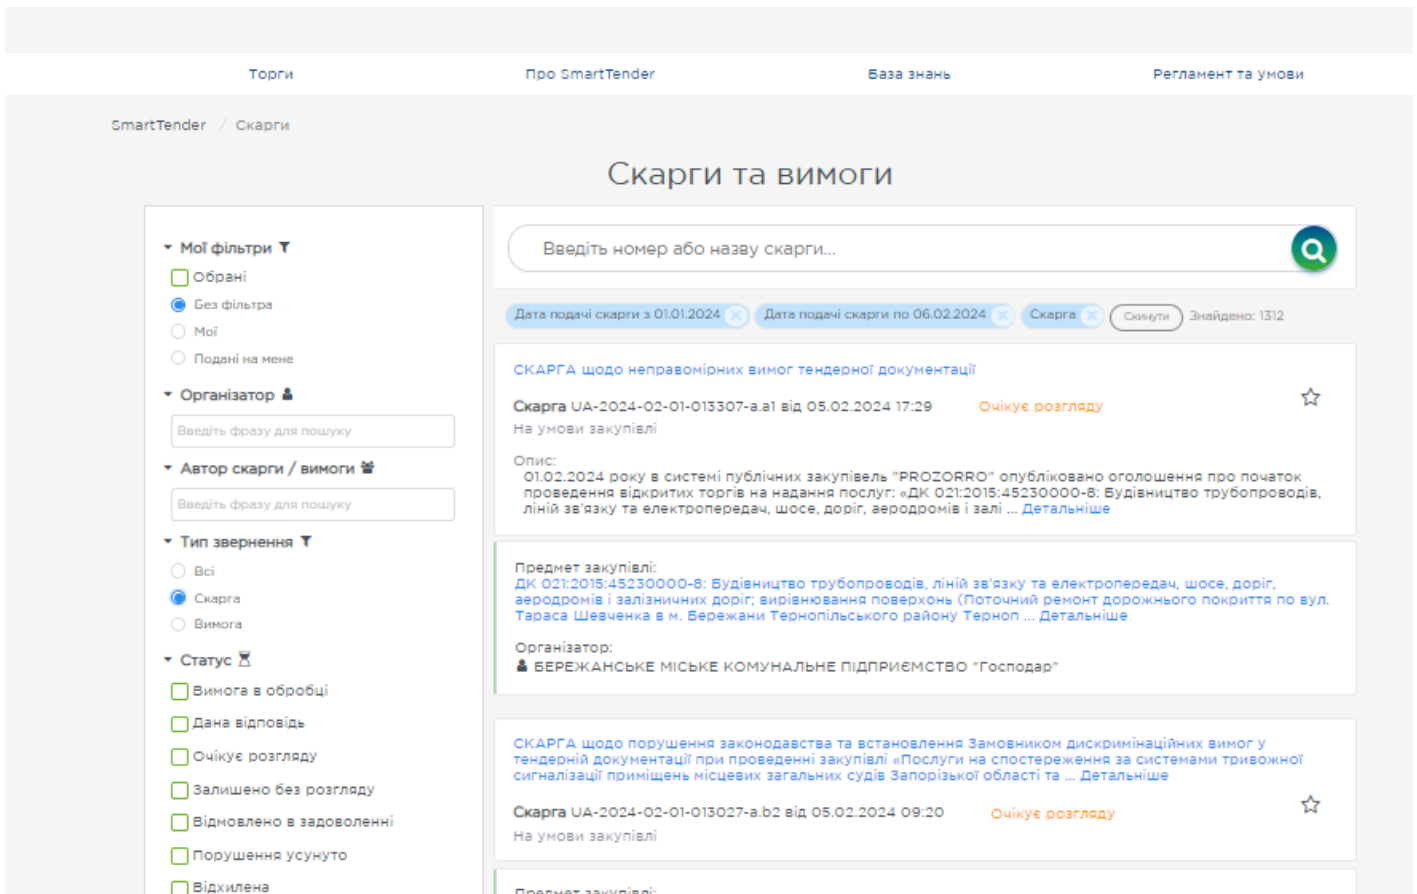 Торги
Про SmartTender
База знань
Регламент та умови
SmartTender / Скарги
Скарги та вимоги
Мої фільтри
Обрані
Без фільтра
Мої
Подані на мене
Організатор
Введіть фразу для пошуку
Автор скарги / вимоги
Введіть фразу для пошуку
Тип звернення
Всі
Скарга
Вимога
Статус
Вимога в обробці
Дана відповідь
Очікує розгляду
Залишено без розгляду
Відмовлено в задоволенні
Порушення усунуто
Відхилена
Введіть номер або назву скарги...
Дата подачі скарги з 01.01.2024 Дата подачі скарги по 06.02.2024 Скарга Скинути Знайдено: 1312
СКАРГА щодо неправомірних вимог тендерної документації
Скарга UA-2024-02-01-013307-a.a1 від 05.02.2024 17:29 Очікує розгляду
На умови закупівлі
Опис:
01.02.2024 року в системі публічних закупівель "PROZORRO" опубліковано оголошення про початок
проведення відкритих торгів на надання послуг: «ДК 021:2015:45230000-8: Будівництво трубопроводів,
ліній зв'язку та електропередач, шосе, доріг, аеродромів і залі ... Детальніше
Предмет закупівлі:
ДК 021:2015:45230000-8: Будівництво трубопроводів, ліній зв'язку та електропередач, шосе, доріг,
аеродромів і залізничних доріг; вирівнювання поверхонь (Поточний ремонт дорожнього покриття по вул.
Тараса Шевченка в м. Бережани Тернопільського району Терноп ... Детальніше
Організатор:
БЕРЕЖАНСЬКЕ МІСЬКЕ КОМУНАЛЬНЕ ПІДПРИЄМСТВО "Господар"
СКАРГА щодо порушення законодавства та встановлення Замовником дискримінаційних вимог у
тендерній документації при проведенні закупівлі «Послуги на спостереження за системами тривожної
сигналізації приміщень місцевих загальних судів Запорізької області та ... Детальніше
Скарга UA-2024-02-01-013027-a.b2 від 05.02.2024 09:20 Очікує розгляду
На умови закупівлі
Предмет закупівлі: